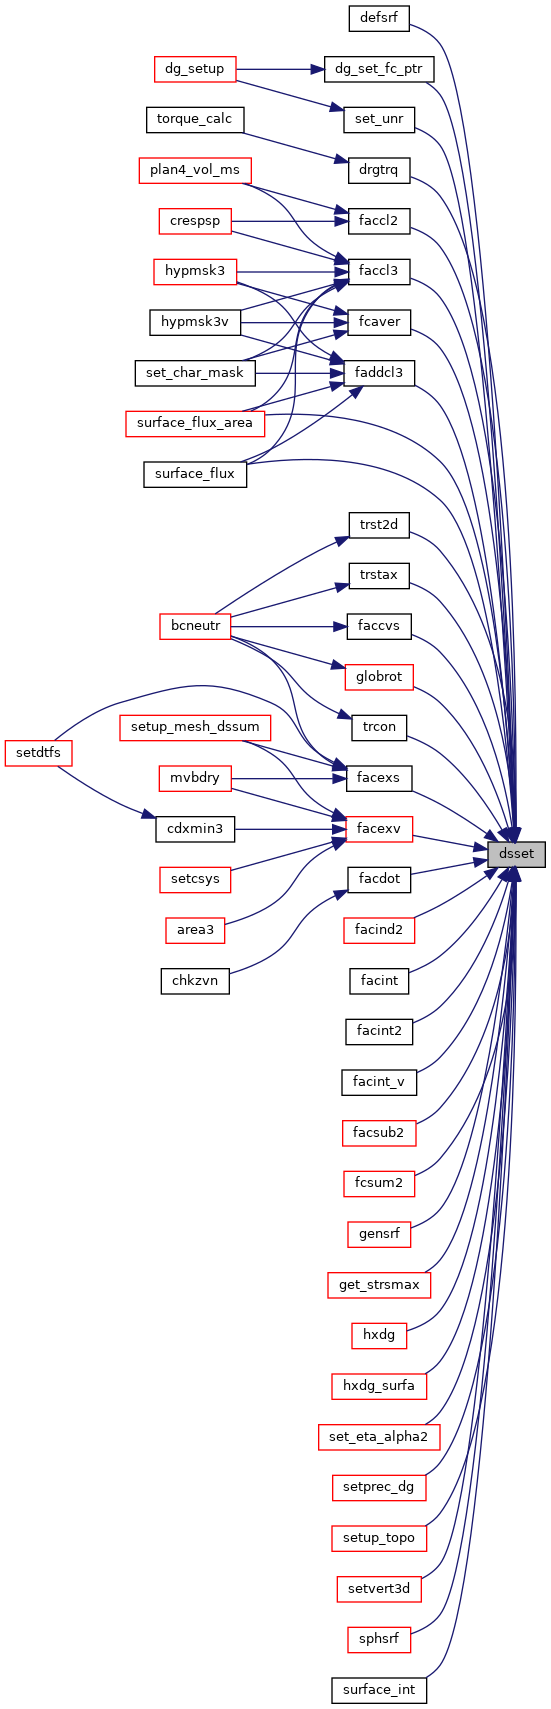 defsrf
dg_setup
dg_set_fc_ptr
torque_calc
set_unr
plan4_vol_ms
drgtrq
crespsp
faccl2
hypmsk3
faccl3
hypmsk3v
fcaver
set_char_mask
faddcl3
surface_flux_area
surface_flux
trst2d
trstax
bcneutr
faccvs
globrot
setup_mesh_dssum
trcon
setdtfs
mvbdry
facexs
cdxmin3
facexv
dsset
setcsys
facdot
area3
facind2
chkzvn
facint
facint2
facint_v
facsub2
fcsum2
gensrf
get_strsmax
hxdg
hxdg_surfa
set_eta_alpha2
setprec_dg
setup_topo
setvert3d
sphsrf
surface_int